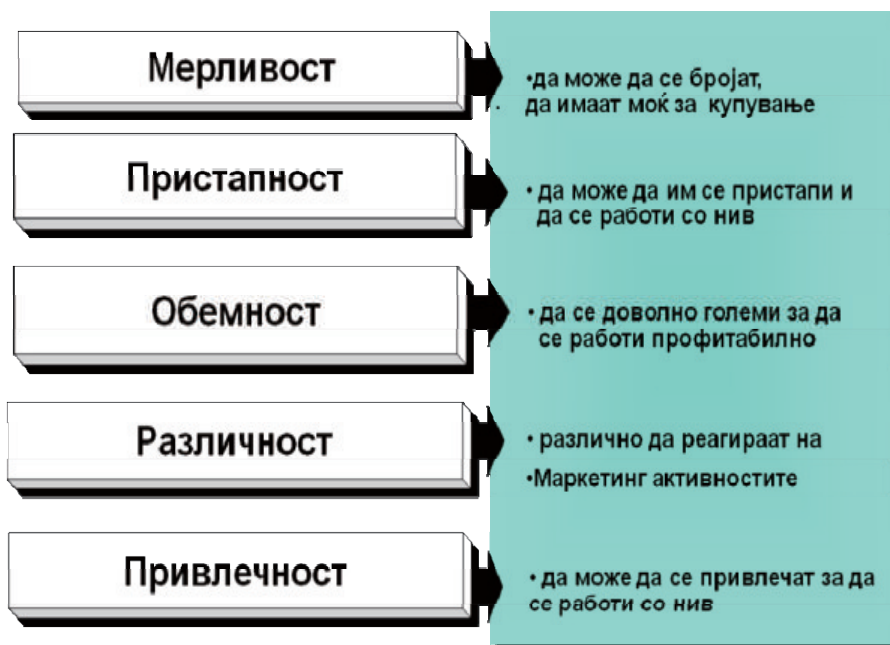 Мерливост
•да може да се бројат,
да имаат моќ за купување
Пристапност
• да може да им се пристапи и
да се работи со нив
Обемност
• да се доволно големи за да
се работи профитабилно
Различност
• различно да реагираат на
•Маркетинг активностите
Привлечност
• да може да се привлечат за да
се работи со нив